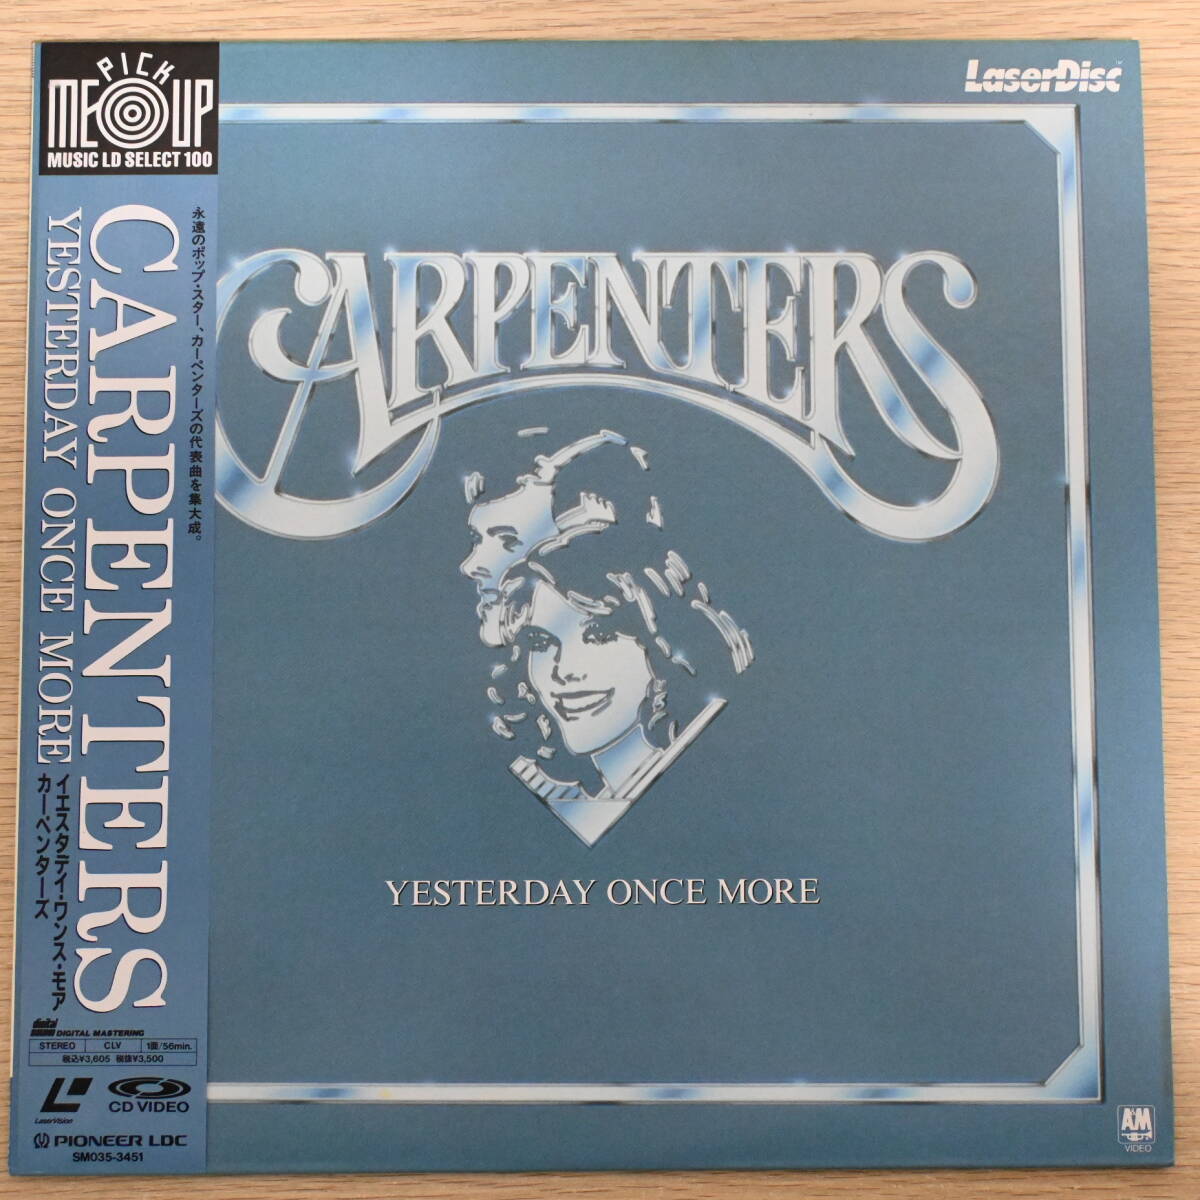 PICK
ME UP
MUSIC LD SELECT 100
永遠のポップ・スター、カーペンターズの代表曲を集大成。
CARPENTERS
YESTERDAY ONCE MORE
イエスタデイ・ワンス・モア
カーペンターズ
digital
DIGITAL MASTERING
STEREO CLV 1面/56min.
税込¥3,605 税抜¥3,500
LaserVision
CD VIDEO
PIONEER LDC
SM035-3451
LaserDisc
CARPENTERS
YESTERDAY ONCE MORE
A&M
VIDEO